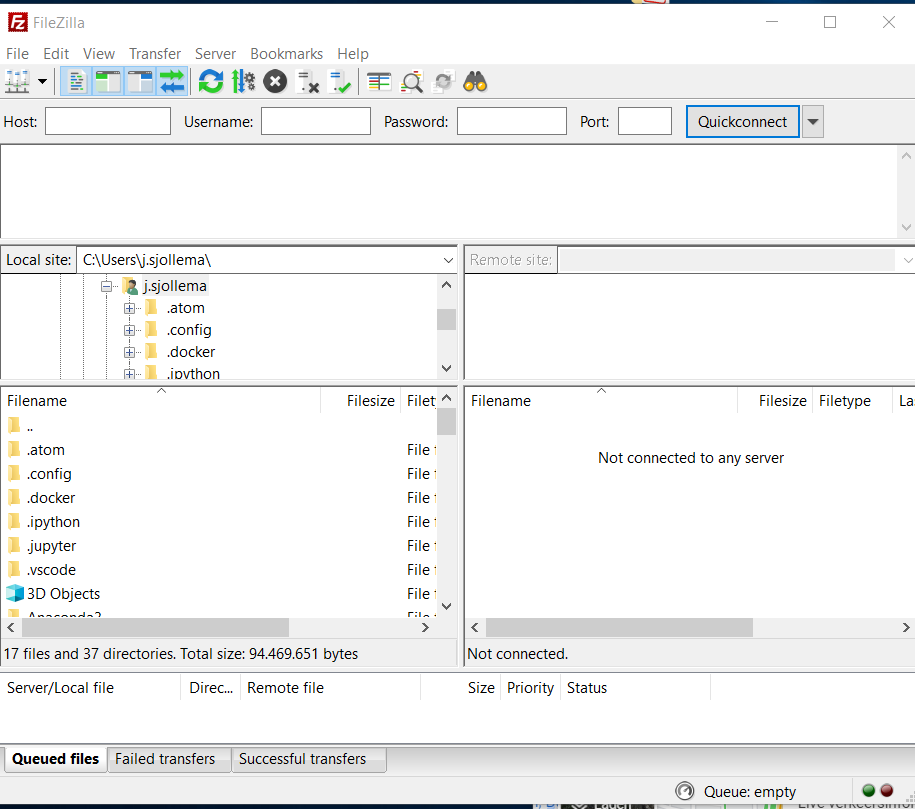 FileZilla
File Edit View Transfer Server Bookmarks Help
Host: Username: Password: Port: Quickconnect
Local site: C:\Users\j.sjollema\ Remote site:
j.sjollema
.atom
.config
.docker
.ipython
Filename Filesize Filet
Filename Filesize Filetype Las
..
.atom File f
.config File f
Not connected to any server
.docker File f
.ipython File f
.jupyter File f
.vscode File f
3D Objects File f
Anaconda3 File f
17 files and 37 directories. Total size: 94.469.651 bytes
Not connected.
Server/Local file Direc... Remote file Size Priority Status
Queued files Failed transfers Successful transfers
Queue: empty